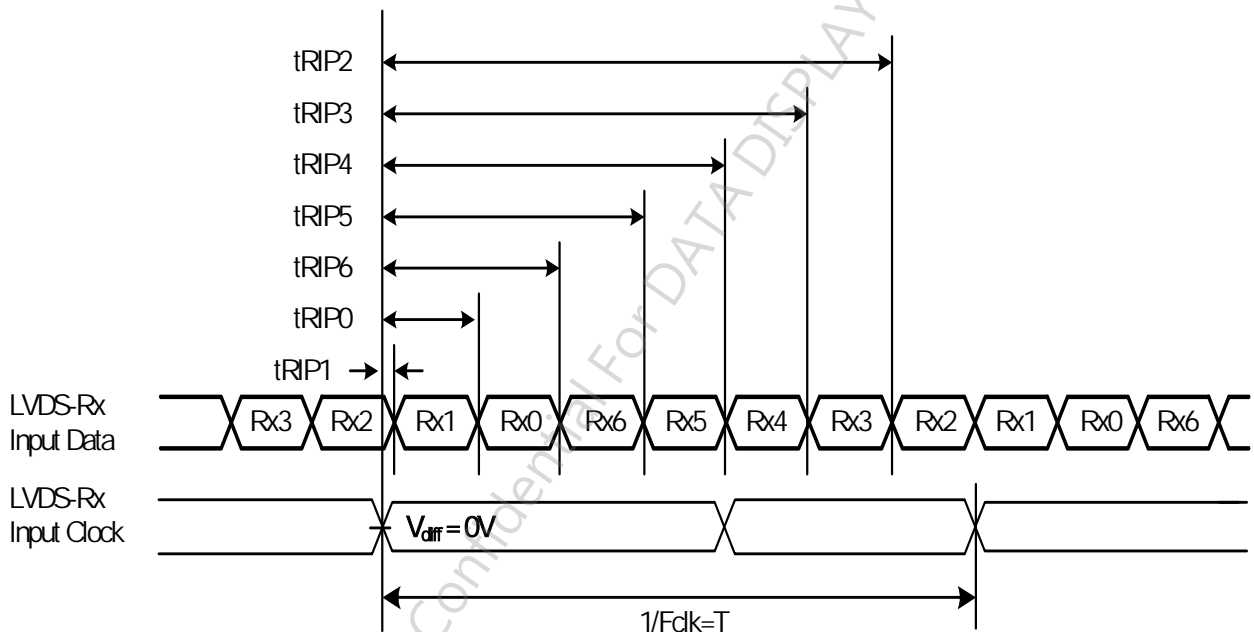 tRIP2
tRIP3
tRIP4
tRIP5
tRIP6
tRIP0
tRIP1
LVDS-Rx
Input Data
Rx3 Rx2 Rx1 Rx0 Rx6 Rx5 Rx4 Rx3 Rx2 Rx1 Rx0 Rx6
LVDS-Rx
Input Clock
Vdiff = 0V
1/Fclk=T
Confidential For DATA DISPLAY